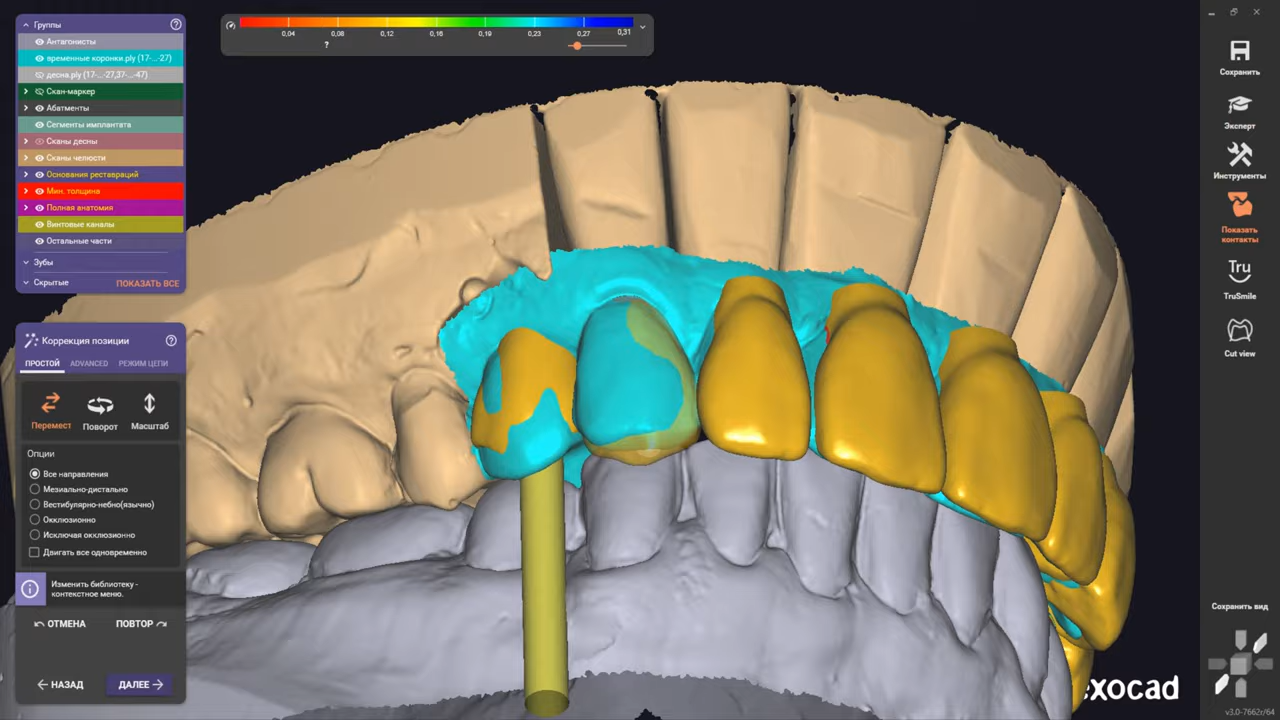 Группы
Антагонисты
временные коронки.ply (17-...-27)
десна.ply (17-...-27,37-...-47)
Скан-маркер
Абатменты
Сегменты имплантата
Сканы десны
Сканы челюсти
Основания реставраций
Мин. толщина
Полная анатомия
Винтовые каналы
Остальные части
Зубы
Скрытые ПОКАЗАТЬ ВСЕ
0,04 0,08 0,12 0,16 0,19 0,23 0,27 0,31
?
Коррекция позиции
ПРОСТОЙ ADVANCED РЕЖИМ ЦЕПИ
Перемест Поворот Масштаб
Опции
Все направления
Мезиально-дистально
Вестибулярно-небно(язычно)
Окклюзионно
Исключая окклюзионно
Двигать все одновременно
Изменить библиотеку -
контекстное меню.
ОТМЕНА ПОВТОР
НАЗАД ДАЛЕЕ
Сохранить
Эксперт
Инструменты
Показать
контакты
Tru
TruSmile
Cut view
Сохранить вид
exocad
v3.0-7662r/64